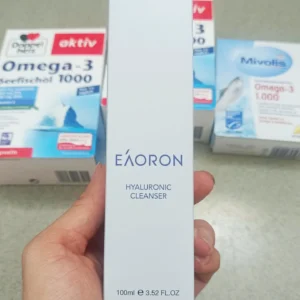 Doppel
herz
aktiv
Omega-3
Seefischöl 1000
Mivolis
Omega-3
1.000
EAORON
HYALURONIC
CLEANSER
100ml ℮ 3.52 FL.OZ